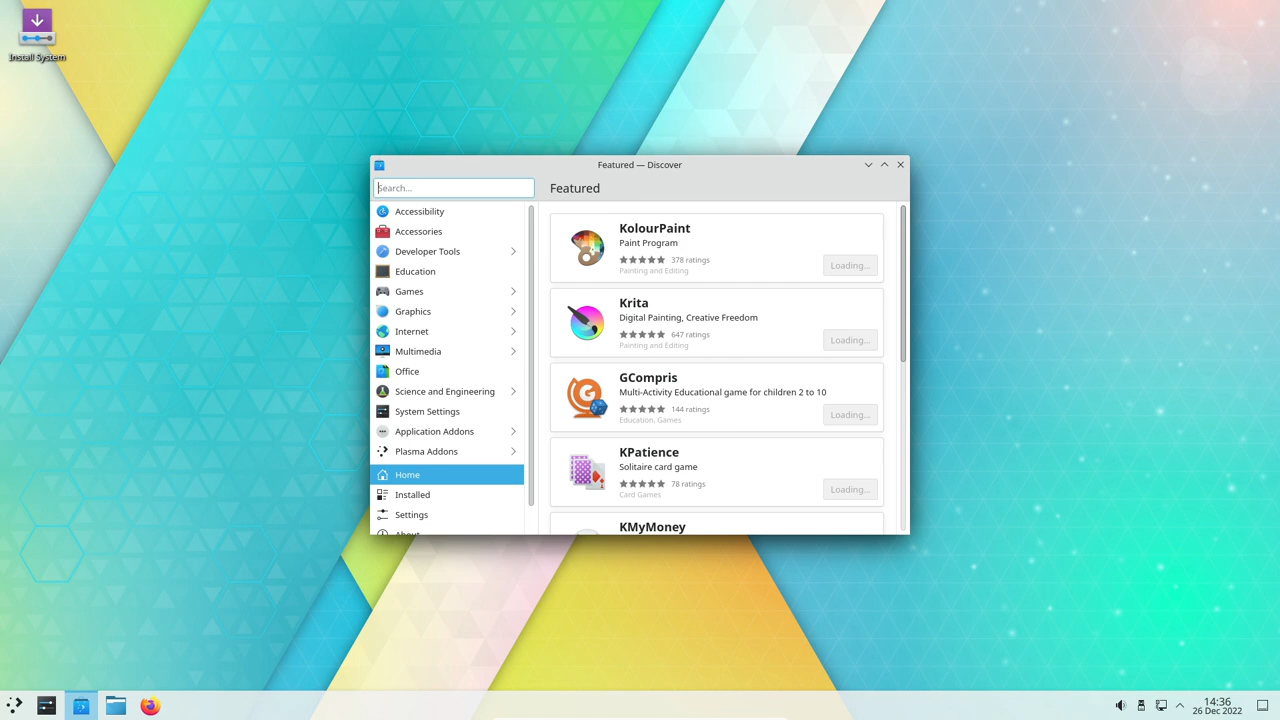 Install System
Featured — Discover
Search...
Featured
Accessibility
Accessories
Developer Tools
Education
Games
Graphics
Internet
Multimedia
Office
Science and Engineering
System Settings
Application Addons
Plasma Addons
Home
Installed
Settings
About
KolourPaint
Paint Program
378 ratings
Painting and Editing
Loading...
Krita
Digital Painting, Creative Freedom
647 ratings
Painting and Editing
Loading...
GCompris
Multi-Activity Educational game for children 2 to 10
144 ratings
Education, Games
Loading...
KPatience
Solitaire card game
78 ratings
Card Games
Loading...
KMyMoney
14:36
26 Dec 2022